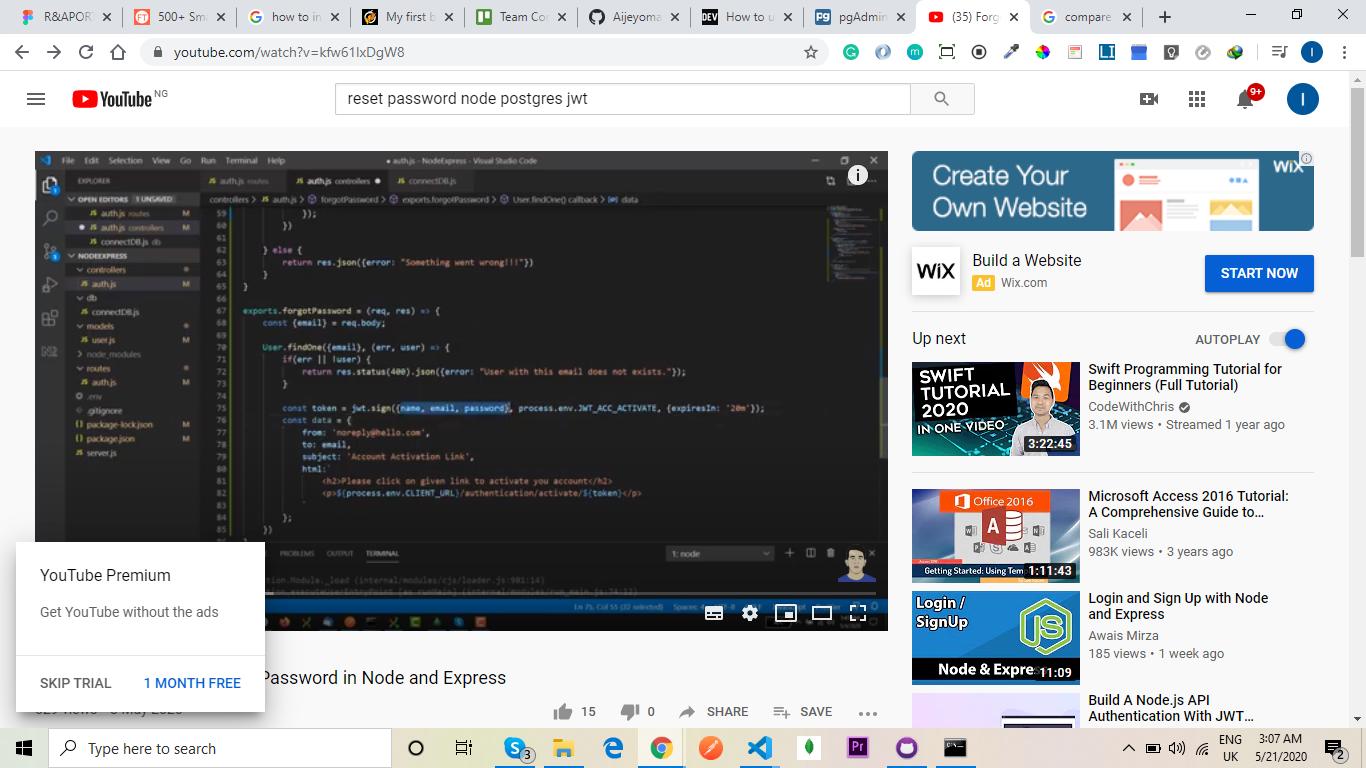 R&APORT
500+ Sma
how to in
My first b
Team Con
Aijeyoma
DEV
How to u
pgAdmin
(35) Forg
compare
youtube.com/watch?v=kfw61IxDgW8
YouTube NG
reset password node postgres jwt
9+
I
File Edit Selection View Go Run Terminal Help
auth.js - NodeExpress - Visual Studio Code
EXPLORER
auth.js routes
auth.js controllers
connectDB.js
OPEN EDITORS 1 UNSAVED
controllers > auth.js > forgotPassword > exports.forgotPassword > User.findOne() callback > data
auth.js routes M
auth.js controllers M
connectDB.js db
NODEEXPRESS
controllers
auth.js M
db
connectDB.js
models
user.js M
node_modules
routes
auth.js M
.env
.gitignore
package-lock.json M
package.json M
server.js
59 });
60 })
61
62 } else {
63 return res.json({error: "Something went wrong!!!"})
64 }
65 }
66
67 exports.forgotPassword = (req, res) => {
68 const {email} = req.body;
69
70 User.findOne({email}, (err, user) => {
71 if(err || !user) {
72 return res.status(400).json({error: "User with this email does not exists."});
73 }
74
75 const token = jwt.sign({name, email, password}, process.env.JWT_ACC_ACTIVATE, {expiresIn: '20m'});
76 const data = {
77 from: 'noreply@hello.com',
78 to: email,
79 subject: 'Account Activation Link',
80 html:`
81 <h2>Please click on given link to activate you account</h2>
82 <p>${process.env.CLIENT_URL}/authentication/activate/${token}</p>
83 `
84 };
85 })
PROBLEMS OUTPUT TERMINAL
1: node
Ln 75, Col 55 (22 selected)
YouTube Premium
Get YouTube without the ads
SKIP TRIAL
1 MONTH FREE
Password in Node and Express
15
0
SHARE
SAVE
Create Your
Own Website
WiX
WiX
Build a Website
Ad Wix.com
START NOW
Up next
AUTOPLAY
SWIFT
TUTORIAL
2020
IN ONE VIDEO
3:22:45
Swift Programming Tutorial for
Beginners (Full Tutorial)
CodeWithChris
3.1M views • Streamed 1 year ago
Office 2016
Getting Started: Using Tem
1:11:43
Microsoft Access 2016 Tutorial:
A Comprehensive Guide to…
Sali Kaceli
983K views • 3 years ago
Login /
SignUp
JS
Node & Expre
11:09
Login and Sign Up with Node
and Express
Awais Mirza
185 views • 1 week ago
Build A Node.js API
Authentication With JWT…
Type here to search
3
Pr
ENG
UK
3:07 AM
5/21/2020
2